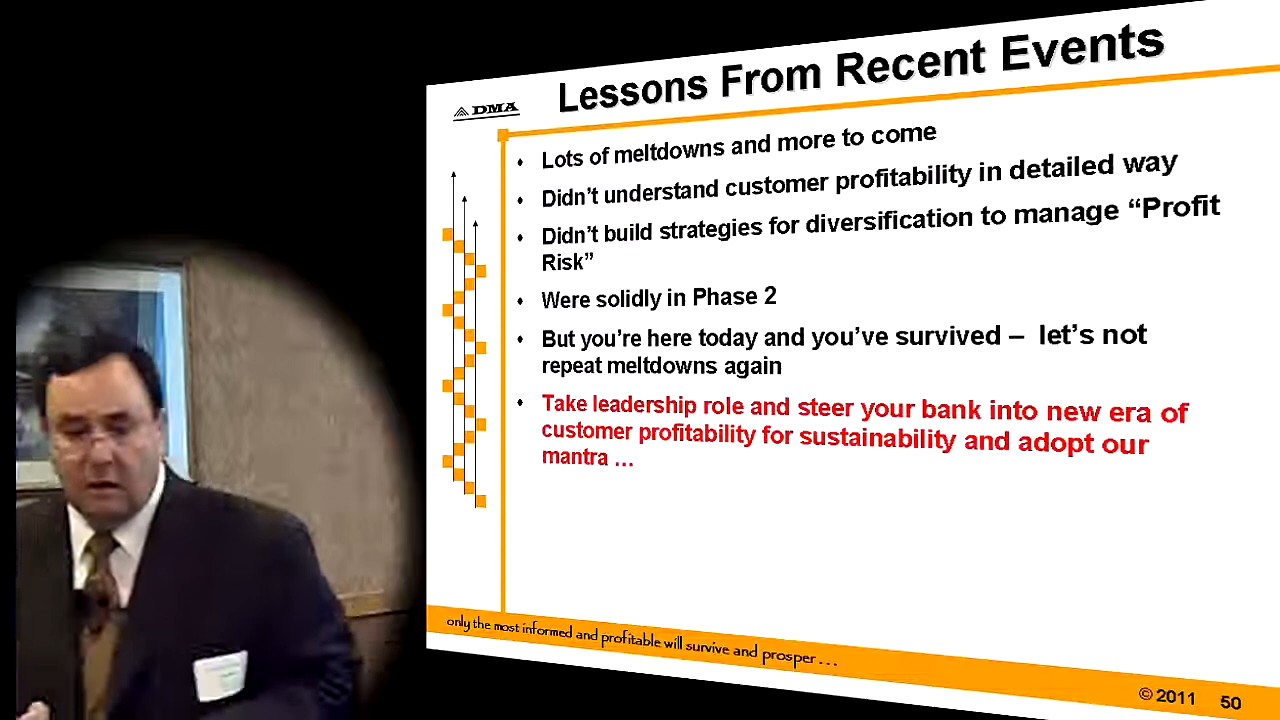 Lessons From Recent Events
DMA
• Lots of meltdowns and more to come
• Didn't understand customer profitability in detailed way
• Didn't build strategies for diversification to manage “Profit
Risk”
• Were solidly in Phase 2
• But you're here today and you've survived – let's not
repeat meltdowns again
• Take leadership role and steer your bank into new era of
customer profitability for sustainability and adopt our
mantra …
only the most informed and profitable will survive and prosper . . .
© 2011 50